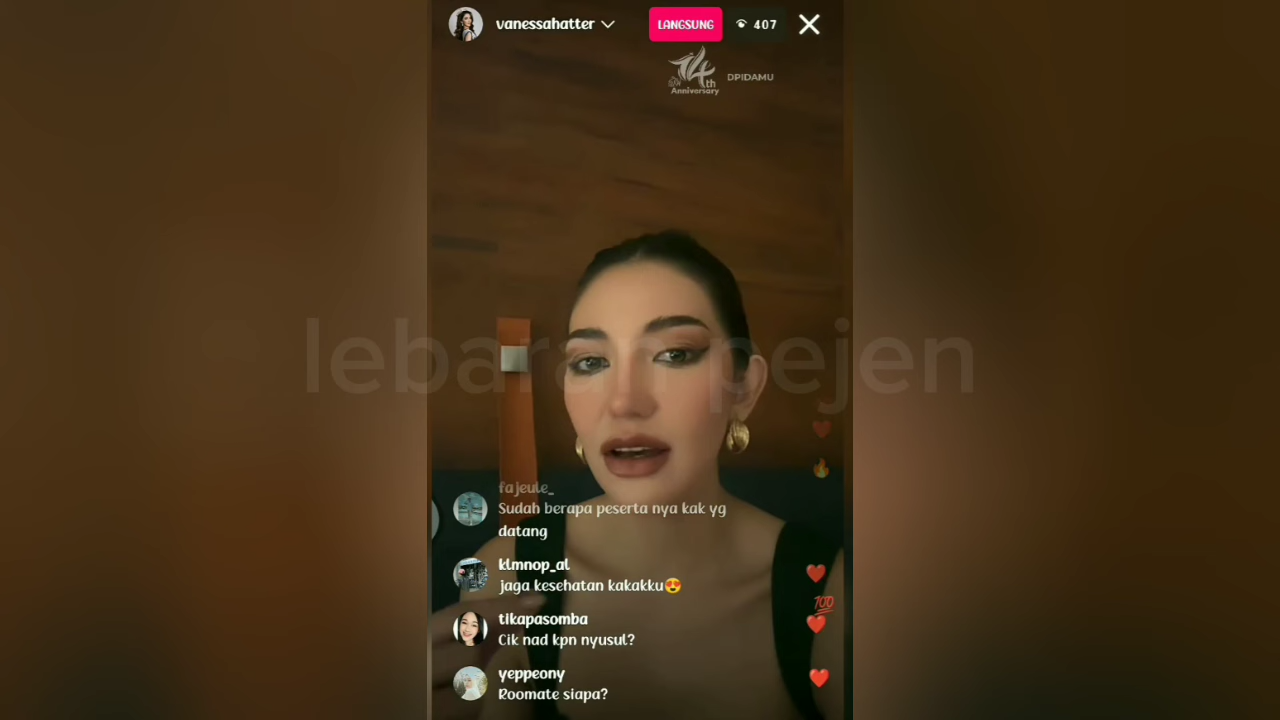 vanessahatter
LANGSUNG
407
14th
Anniversary
DPIDAMU
lebaran pejen
fajeule_
Sudah berapa peserta nya kak yg
datang
klmnop_al
jaga kesehatan kakakku😍
tikapasomba
Cik nad kpn nyusul?
yeppeony
Roomate siapa?
💯